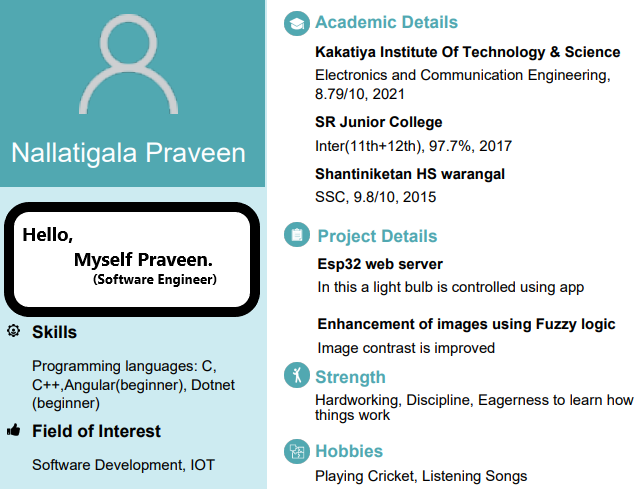 Nallatigala Praveen
Hello,
Myself Praveen.
(Software Engineer)
Skills
Programming languages: C,
C++,Angular(beginner), Dotnet
(beginner)
Field of Interest
Software Development, IOT
Academic Details
Kakatiya Institute Of Technology & Science
Electronics and Communication Engineering,
8.79/10, 2021
SR Junior College
Inter(11th+12th), 97.7%, 2017
Shantiniketan HS warangal
SSC, 9.8/10, 2015
Project Details
Esp32 web server
In this a light bulb is controlled using app
Enhancement of images using Fuzzy logic
Image contrast is improved
Strength
Hardworking, Discipline, Eagerness to learn how
things work
Hobbies
Playing Cricket, Listening Songs